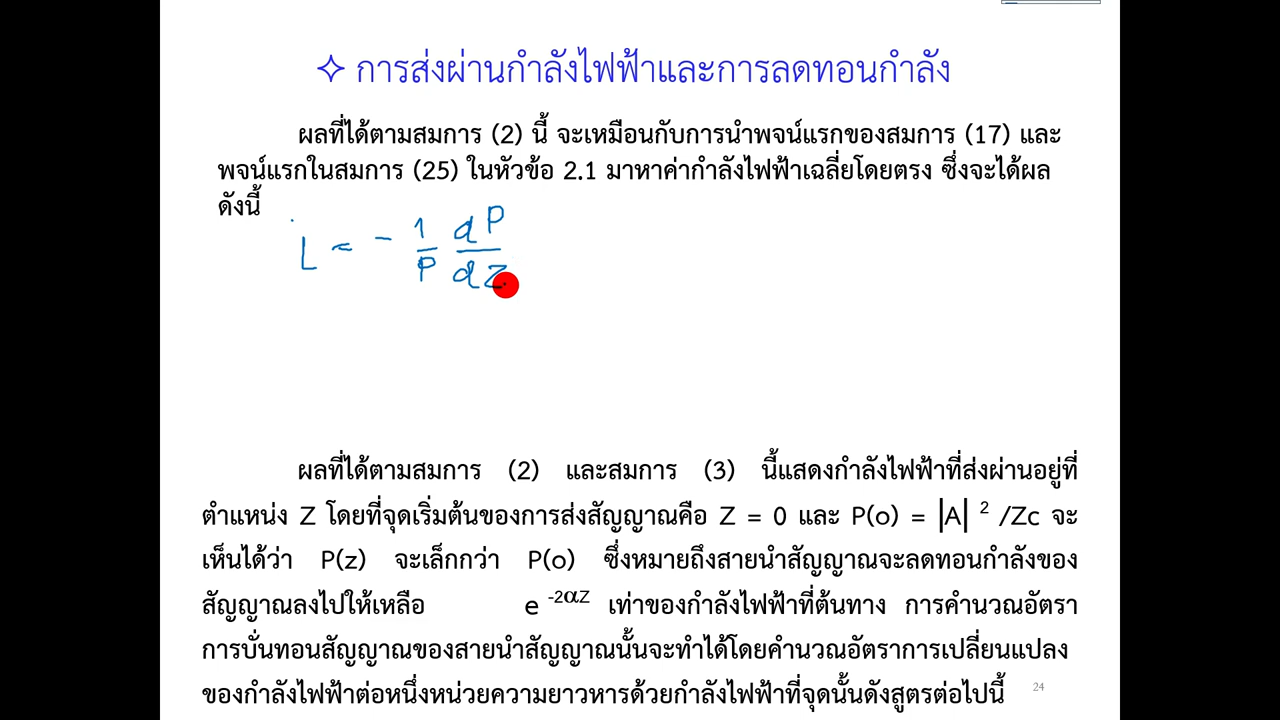 ✧ การส่งผ่านกำลังไฟฟ้าและการลดทอนกำลัง
ผลที่ได้ตามสมการ (2) นี้ จะเหมือนกับการนำพจน์แรกของสมการ (17) และ
พจน์แรกในสมการ (25) ในหัวข้อ 2.1 มาหาค่ากำลังไฟฟ้าเฉลี่ยโดยตรง ซึ่งจะได้ผล
ดังนี้
L = - 1/P dP/dZ
ผลที่ได้ตามสมการ (2) และสมการ (3) นี้แสดงกำลังไฟฟ้าที่ส่งผ่านอยู่ที่
ตำแหน่ง Z โดยที่จุดเริ่มต้นของการส่งสัญญาณคือ Z = 0 และ P(o) = |A| ² /Zc จะ
เห็นได้ว่า P(z) จะเล็กกว่า P(o) ซึ่งหมายถึงสายนำสัญญาณจะลดทอนกำลังของ
สัญญาณลงไปให้เหลือ e ^-2αZ เท่าของกำลังไฟฟ้าที่ต้นทาง การคำนวณอัตรา
การบั่นทอนสัญญาณของสายนำสัญญาณนั้นจะทำได้โดยคำนวณอัตราการเปลี่ยนแปลง
ของกำลังไฟฟ้าต่อหนึ่งหน่วยความยาวหารด้วยกำลังไฟฟ้าที่จุดนั้นดังสูตรต่อไปนี้
24